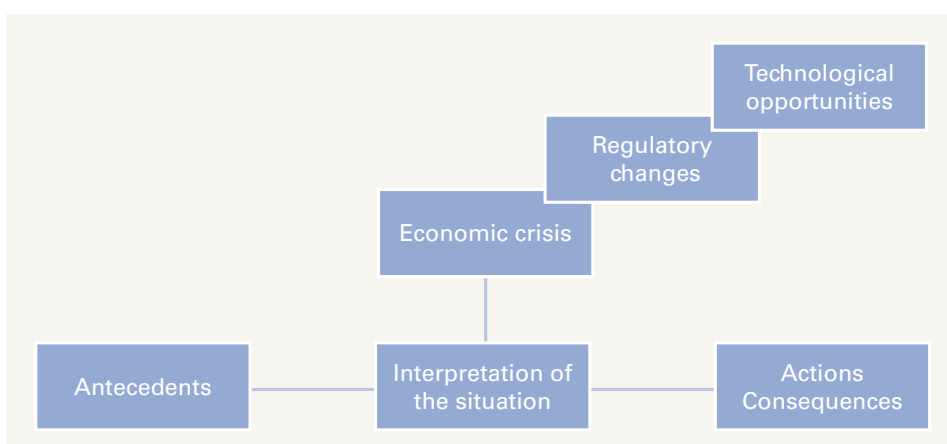 Technological
opportunities
Regulatory
changes
Economic crisis
Antecedents
Interpretation of
the situation
Actions
Consequences